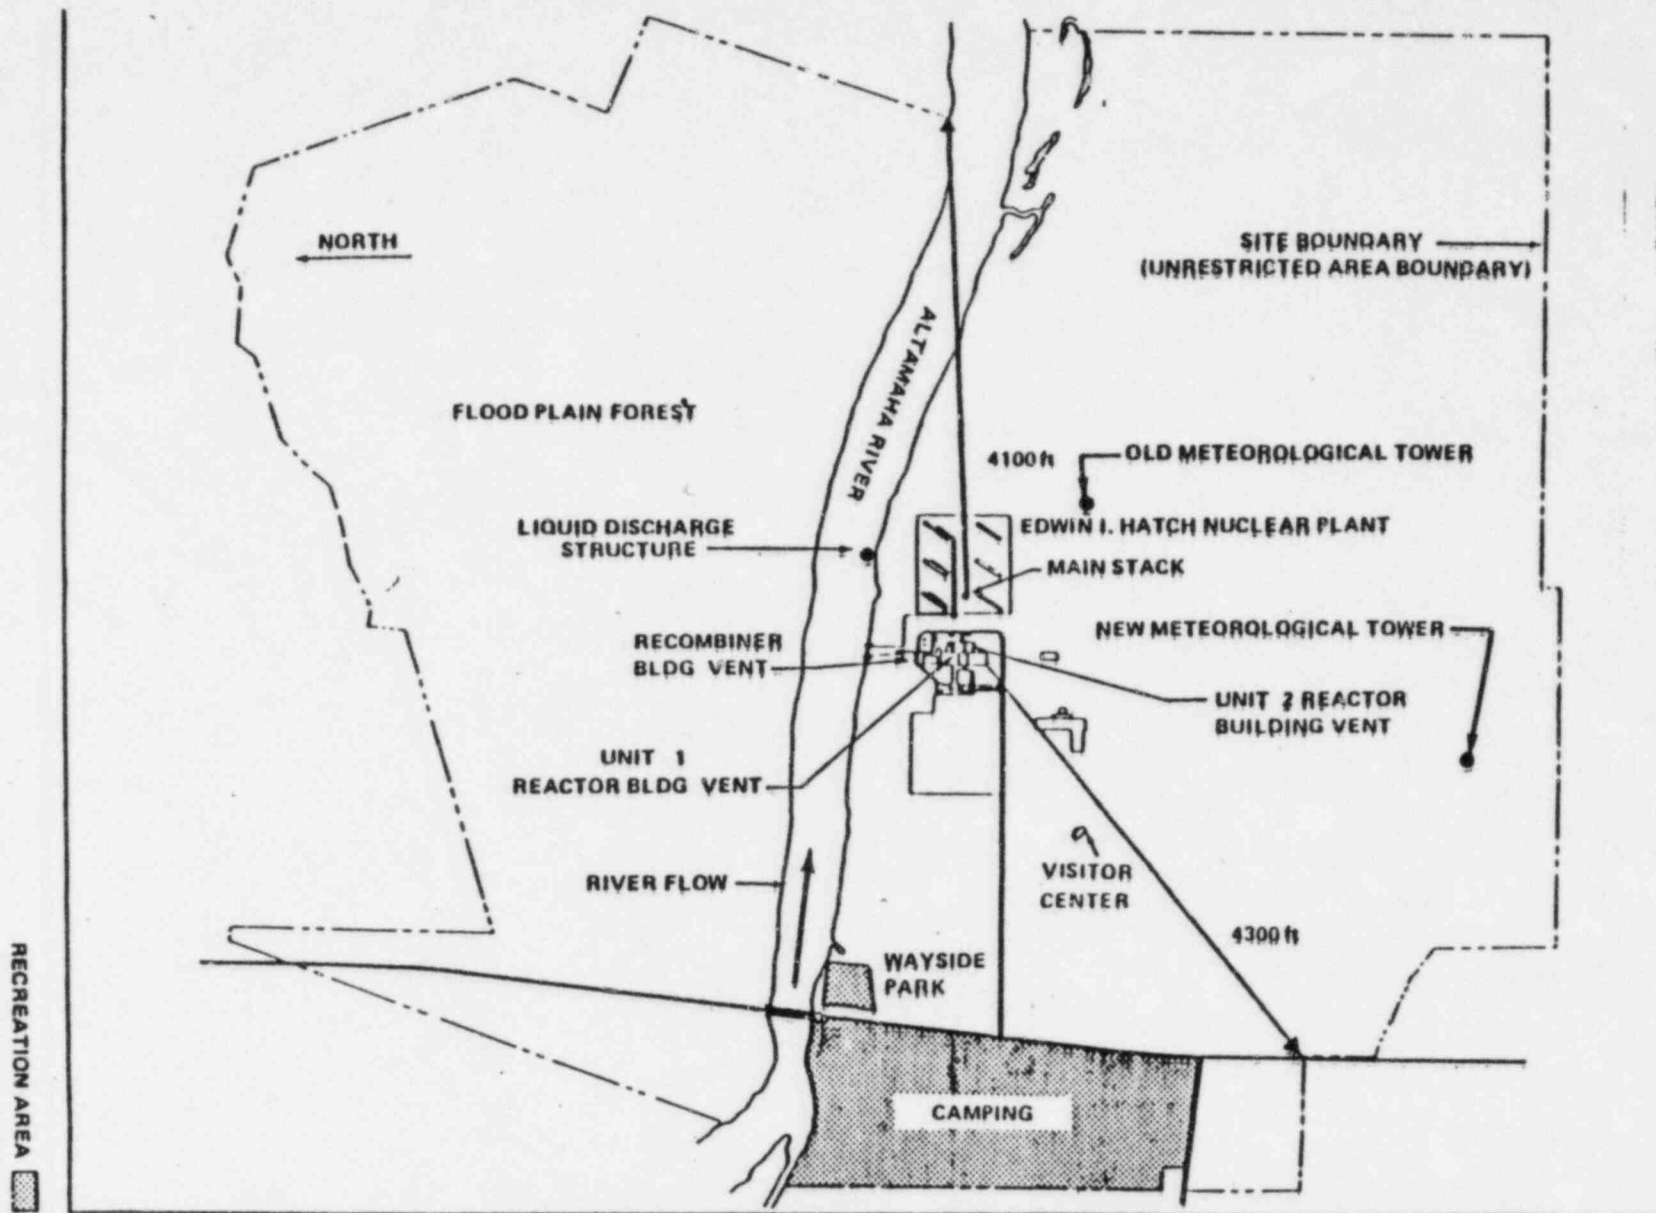 NORTH
SITE BOUNDARY
(UNRESTRICTED AREA BOUNDARY)
ALTAMAHA RIVER
FLOOD PLAIN FOREST
4100 ft
OLD METEOROLOGICAL TOWER
LIQUID DISCHARGE
STRUCTURE
EDWIN I. HATCH NUCLEAR PLANT
MAIN STACK
RECOMBINER
BLDG VENT
NEW METEOROLOGICAL TOWER
UNIT 2 REACTOR
BUILDING VENT
UNIT 1
REACTOR BLDG VENT
RIVER FLOW
VISITOR
CENTER
4300 ft
WAYSIDE
PARK
CAMPING
RECREATION AREA